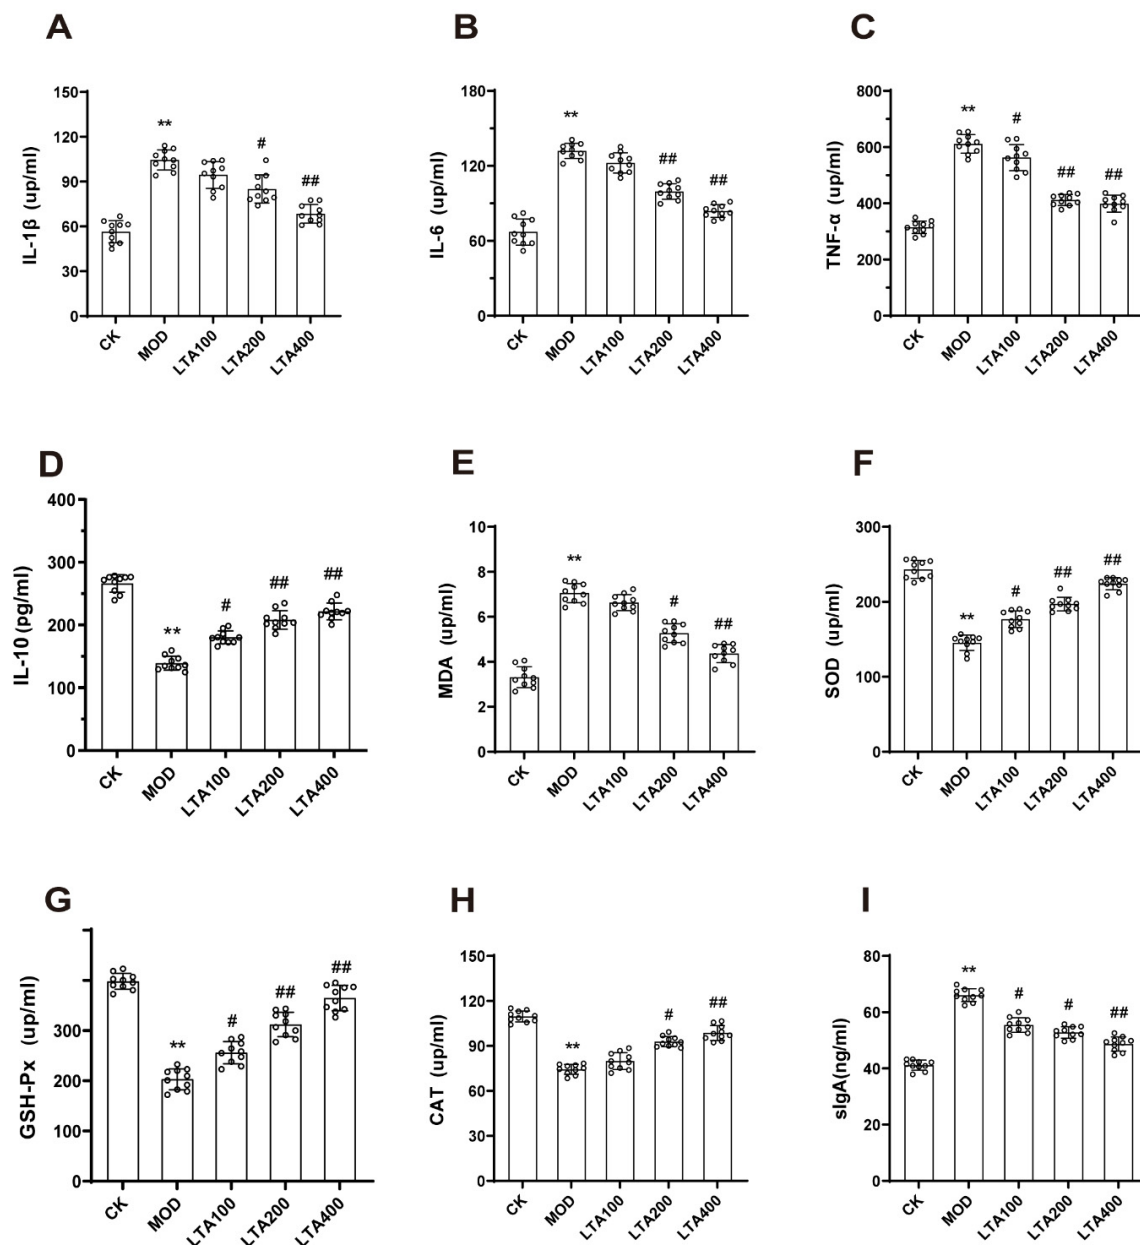 A
B
C
IL-1β (up/ml)
150
120
90
60
30
0
**
#
##
CK
MOD
LTA100
LTA200
LTA400
IL-6 (up/ml)
180
120
60
0
**
##
##
CK
MOD
LTA100
LTA200
LTA400
TNF-α (up/ml)
800
600
400
200
0
**
#
##
##
CK
MOD
LTA100
LTA200
LTA400
D
E
F
IL-10 (pg/ml)
400
300
200
100
0
**
#
##
##
CK
MOD
LTA100
LTA200
LTA400
MDA (up/ml)
10
8
6
4
2
0
**
#
##
CK
MOD
LTA100
LTA200
LTA400
SOD (up/ml)
300
200
100
0
**
#
##
##
CK
MOD
LTA100
LTA200
LTA400
G
H
I
GSH-Px (up/ml)
300
200
100
0
**
#
##
##
CK
MOD
LTA100
LTA200
LTA400
CAT (up/ml)
150
120
90
60
30
0
**
#
##
CK
MOD
LTA100
LTA200
LTA400
sIgA(ng/ml)
80
60
40
20
0
**
#
#
##
CK
MOD
LTA100
LTA200
LTA400